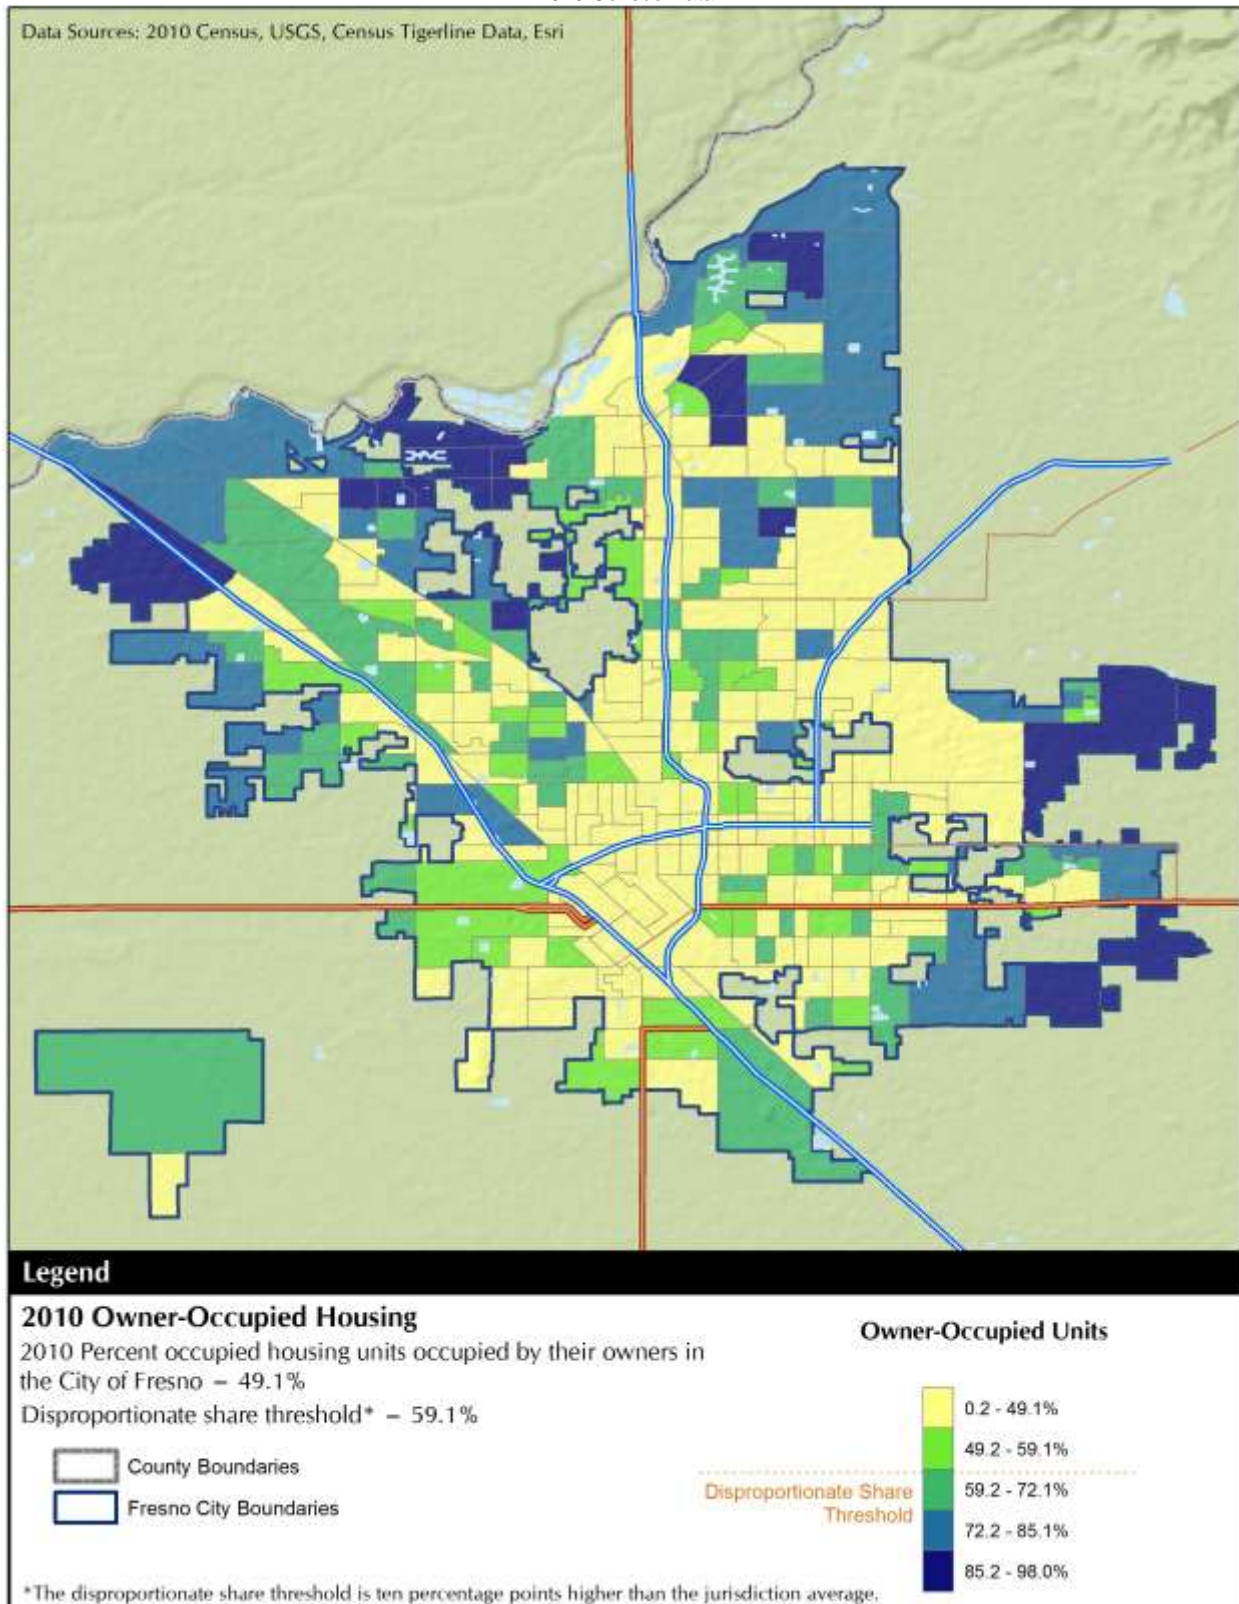 Data Sources: 2010 Census, USGS, Census Tigerline Data, Esri
Legend
2010 Owner-Occupied Housing
2010 Percent occupied housing units occupied by their owners in
the City of Fresno – 49.1%
Disproportionate share threshold* – 59.1%
County Boundaries
Fresno City Boundaries
Owner-Occupied Units
0.2 - 49.1%
49.2 - 59.1%
Disproportionate Share
Threshold
59.2 - 72.1%
72.2 - 85.1%
85.2 - 98.0%
*The disproportionate share threshold is ten percentage points higher than the jurisdiction average.